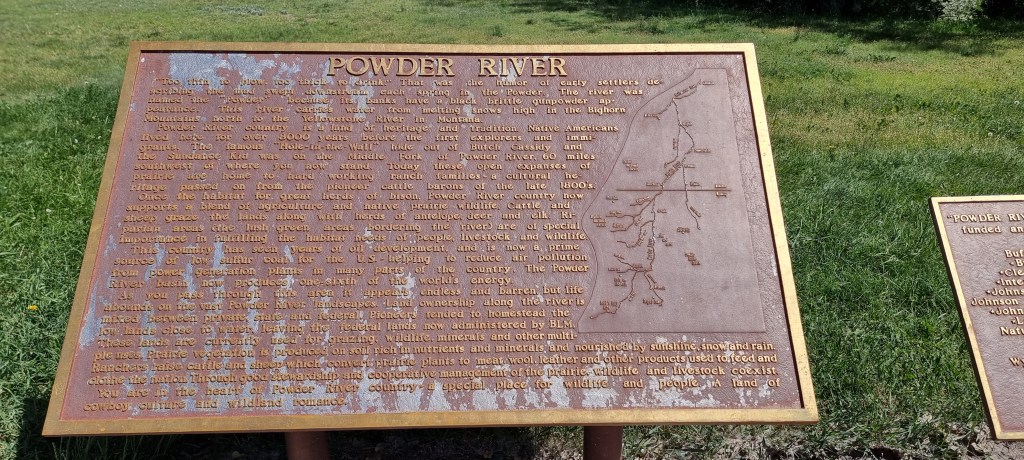 POWDER RIVER
"Too thin to plow, too thick to drink" That was the humor of early settlers de-
scribing the mud swept downstream each spring in the Powder. The river was
named the "Powder" because its banks have a black brittle gunpowder ap-
pearance. This river carries water from melting snows high in the Bighorn
Mountains north to the Yellowstone River in Montana.
Powder River country is a land of heritage and Tradition. Native Americans
lived here for over 8000 years before the first explorers and immi-
grants. The famous "Hole-in-the-Wall" hide out of Butch Cassidy and
the Sundance Kid was on the Middle Fork of Powder River, 60 miles
southwest of where you now stand. Today these open expanses of
prairie are home to hard working ranch families-a cultural he-
ritage passed on from the pioneer cattle barons of the late 1800's.
Once the habitat for great herds of bison, Powder River country now
supports a blend of agriculture and native prairie wildlife. Cattle and
sheep graze the lands along with herds of antelope, deer and elk. Ri-
parian areas (the lush green areas bordering the river) are of special
importance in fulfilling the habitat needs of people, livestock and wildlife.
This country has seen years of oil development and is now a prime
source of low sulfur coal for the U.S.-helping to reduce air pollution
from power generation plants in many parts of the country. The Powder
River Basin now produces one-sixth of the world's energy.
As you pass through this area it appears endless and barren, but life
abounds on the vast Powder River landscapes. Land ownership along the river is
mixed between private, state and federal. Pioneers tended to homestead the
low lands close to water, leaving the federal lands now administered by BLM.
These lands are currently used for grazing, wildlife, minerals and other multi-
ple uses. Prairie vegetation is produced on soil rich in nutrients and minerals and nourished by sunshine, snow and rain.
Ranchers raise cattle and sheep which convert prairie plants to meat, wool, leather and other products used to feed and
clothe the nation. Through good stewardship and cooperative management of the prairie, wildlife and livestock coexist.
You are in the heart of Powder River country-a special place for wildlife and people. A land of
cowboy culture and wildland romance.
"POWDER RIV
funded an
Buf
•B
•cle
•Inte
•John
Johnson
•John
Nati
W